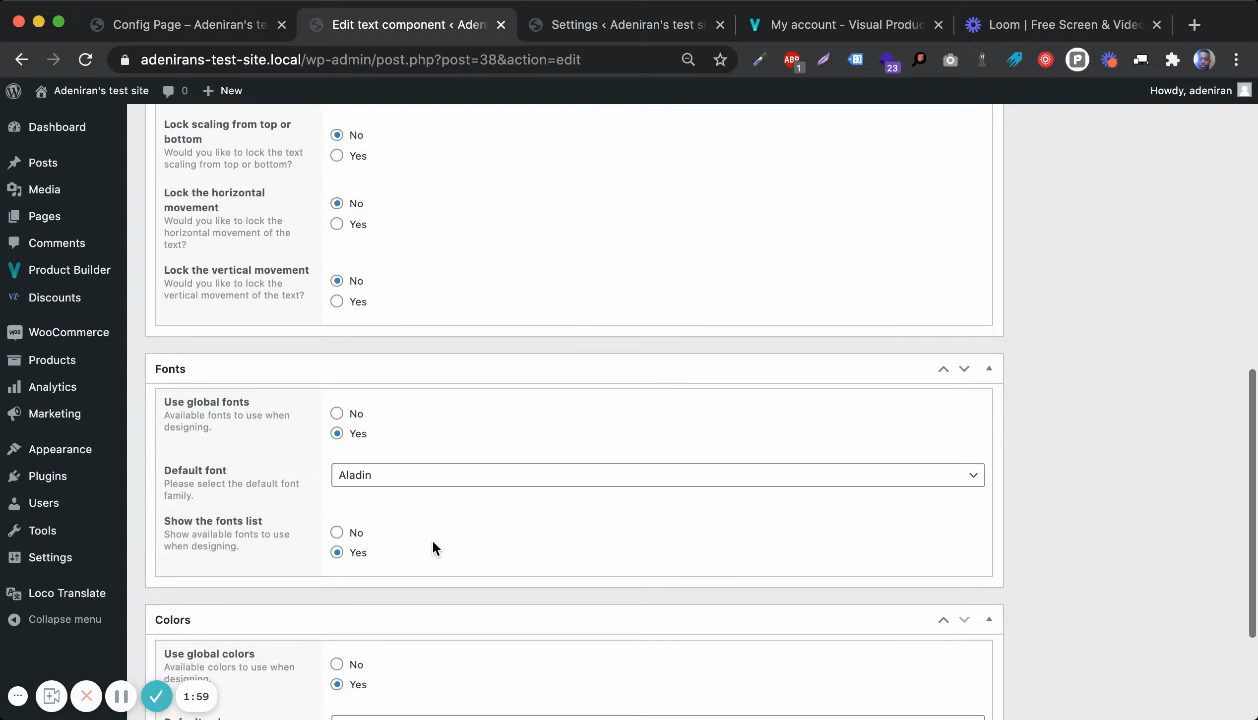 Config Page – Adeniran's te
Edit text component ‹ Aden
Settings ‹ Adeniran's test s
My account - Visual Produc
Loom | Free Screen & Video
adenirans-test-site.local/wp-admin/post.php?post=38&action=edit
ABP
1
23
Adeniran's test site
0
New
Howdy, adeniran
Dashboard
Posts
Media
Pages
Comments
Product Builder
Discounts
WooCommerce
Products
Analytics
Marketing
Appearance
Plugins
Users
Tools
Settings
Loco Translate
Collapse menu
Lock scaling from top or
bottom
Would you like to lock the text
scaling from top or bottom?
No
Yes
Lock the horizontal
movement
Would you like to lock the
horizontal movement of the
text?
No
Yes
Lock the vertical movement
Would you like to lock the
vertical movement of the text?
No
Yes
Fonts
Use global fonts
Available fonts to use when
designing.
No
Yes
Default font
Please select the default font
family.
Aladin
Show the fonts list
Show available fonts to use
when designing.
No
Yes
Colors
Use global colors
Available colors to use when
designing.
No
Yes
1:59